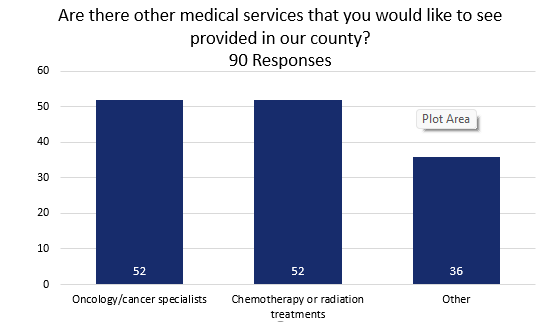 Are there other medical services that you would like to see
provided in our county?
90 Responses
60
50
40
30
20
10
0
Plot Area
52
52
36
Oncology/cancer specialists
Chemotherapy or radiation
treatments
Other